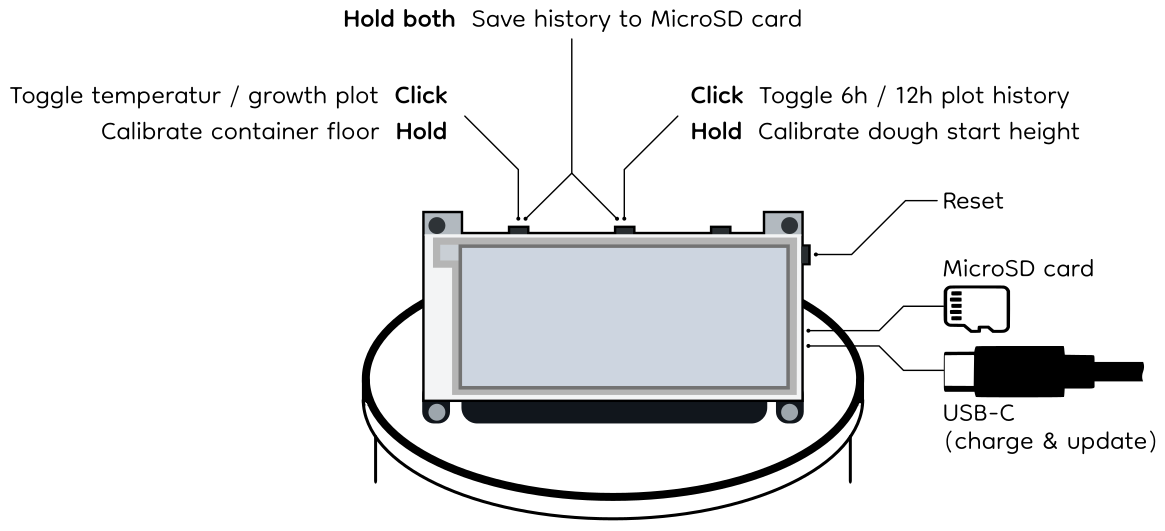 Hold both Save history to MicroSD card
Toggle temperatur / growth plot Click
Calibrate container floor Hold
Click Toggle 6h / 12h plot history
Hold Calibrate dough start height
Reset
MicroSD card
USB-C
(charge & update)